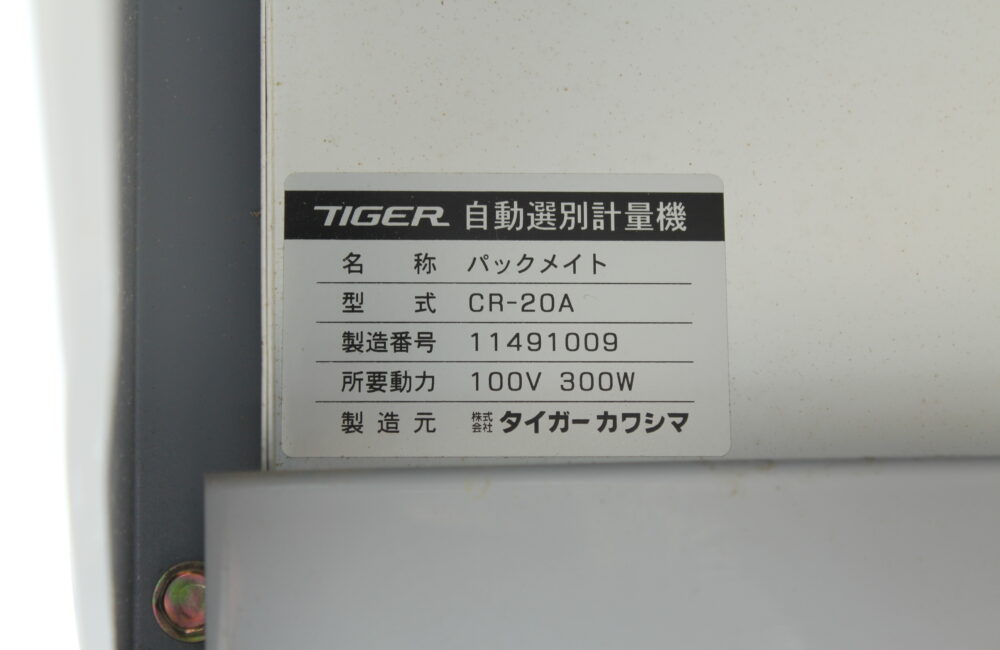 TIGER 自動選別計量機
名称 パックメイト
型式 CR-20A
製造番号 11491009
所要動力 100V 300W
製造元 株式会社 タイガーカワシマ